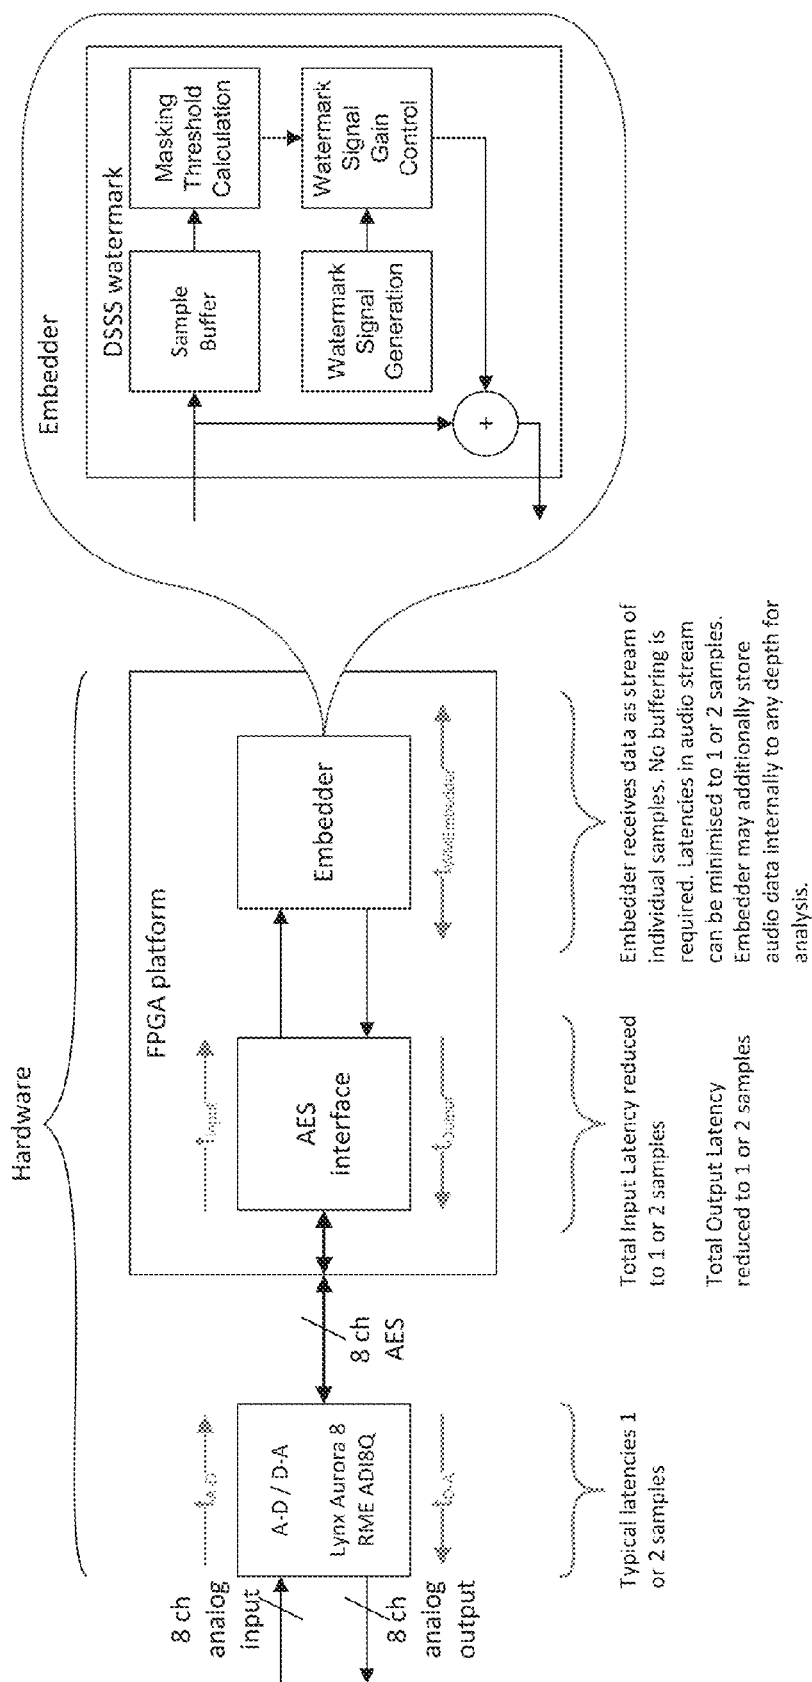 Hardware
8 ch
analog
input
8 ch
analog
output
t A-D
A-D / D-A
Lynx Aurora 8
RME ADI8Q
t D-A
8 ch
AES
FPGA platform
t Input
AES
interface
t Output
Embedder
t WMEmbedder
Typical latencies 1
or 2 samples
Total Input Latency reduced
to 1 or 2 samples
Total Output Latency
reduced to 1 or 2 samples
Embedder receives data as stream of
individual samples. No buffering is
required. Latencies in audio stream
can be minimised to 1 or 2 samples.
Embedder may additionally store
audio data internally to any depth for
analysis.
Embedder
DSSS watermark
Sample
Buffer
Masking
Threshold
Calculation
Watermark
Signal
Generation
Watermark
Signal
Gain
Control
+